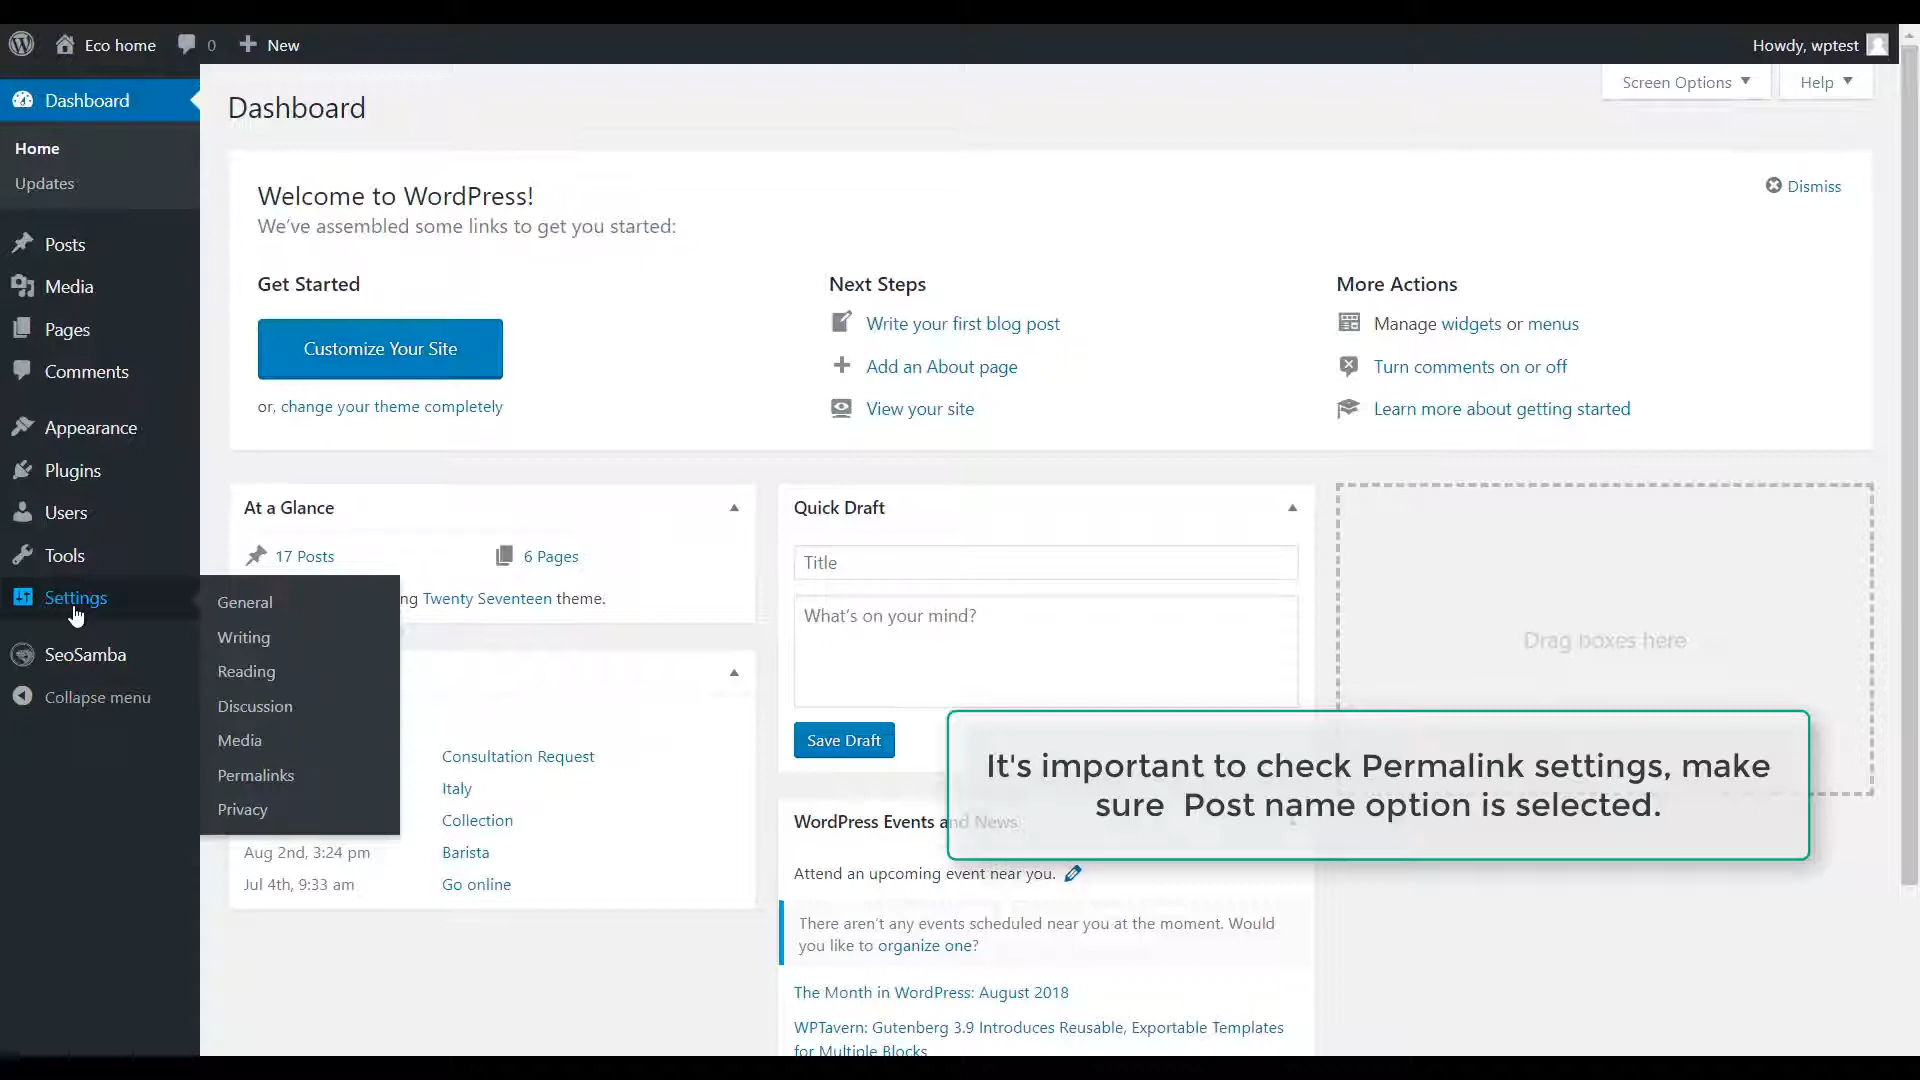 Eco home
0
New
Howdy, wptest
Dashboard
Home
Updates
Posts
Media
Pages
Comments
Appearance
Plugins
Users
Tools
Settings
SeoSamba
Collapse menu
General
Writing
Reading
Discussion
Media
Permalinks
Privacy
Screen Options
Help
Dashboard
Welcome to WordPress!
We've assembled some links to get you started:
Dismiss
Get Started
Customize Your Site
or, change your theme completely
Next Steps
Write your first blog post
Add an About page
View your site
More Actions
Manage widgets or menus
Turn comments on or off
Learn more about getting started
At a Glance
17 Posts
6 Pages
ng Twenty Seventeen theme.
Consultation Request
Italy
Collection
Aug 2nd, 3:24 pm
Barista
Jul 4th, 9:33 am
Go online
Quick Draft
Title
What's on your mind?
Save Draft
WordPress Events and News
Attend an upcoming event near you.
There aren't any events scheduled near you at the moment. Would
you like to organize one?
The Month in WordPress: August 2018
WPTavern: Gutenberg 3.9 Introduces Reusable, Exportable Templates
for Multiple Blocks
Drag boxes here
It's important to check Permalink settings, make
sure Post name option is selected.